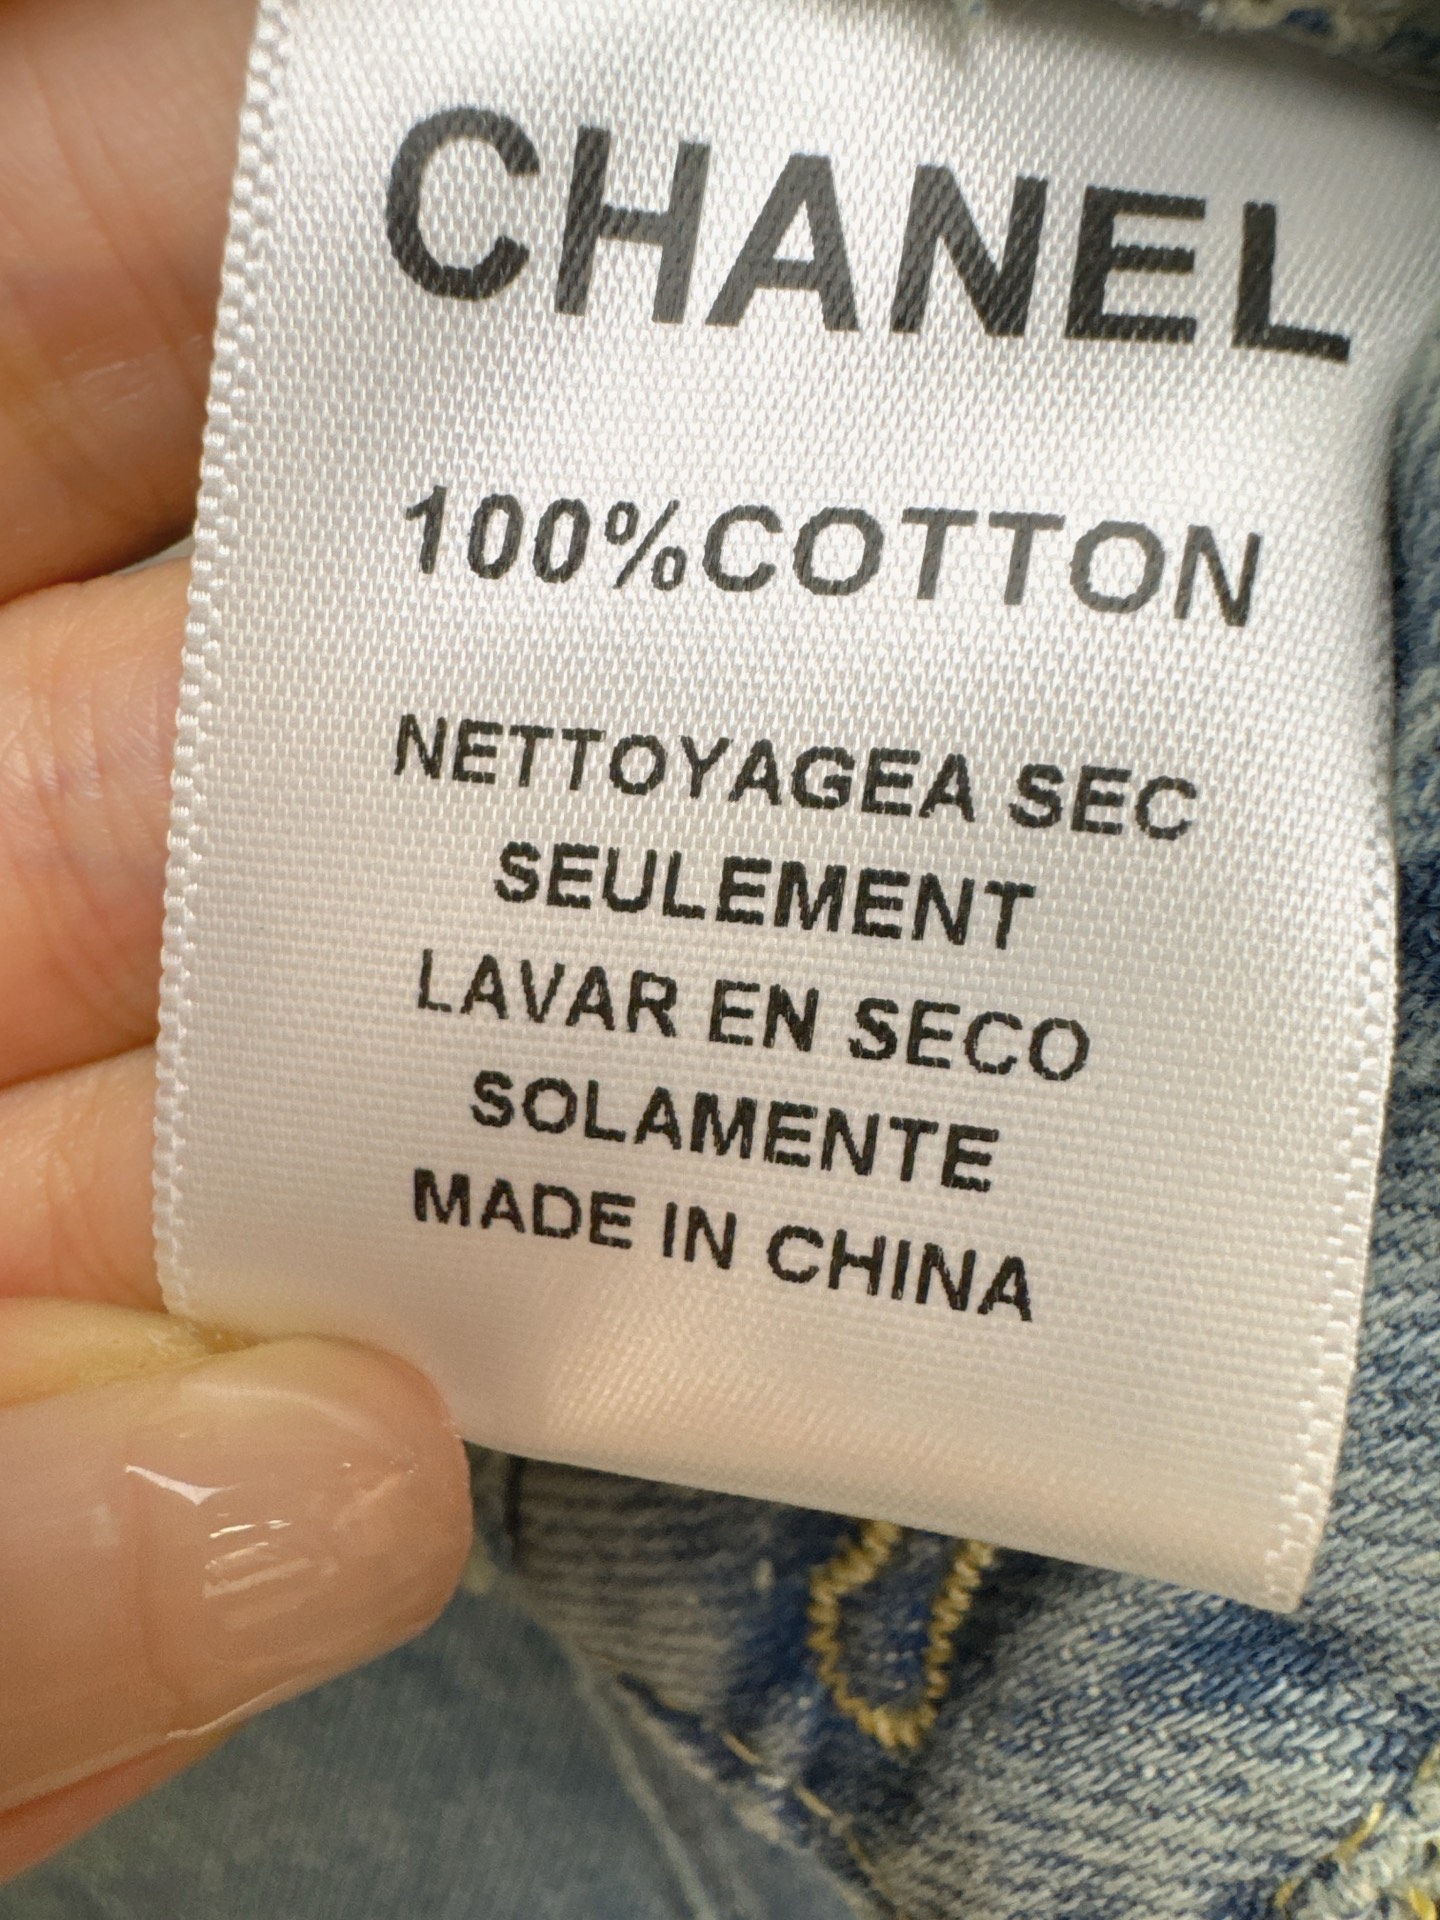 CHANEL
100%COTTON
NETTOYAGEA SEC
SEULEMENT
LAVAR EN SECO
SOLAMENTE
MADE IN CHINA